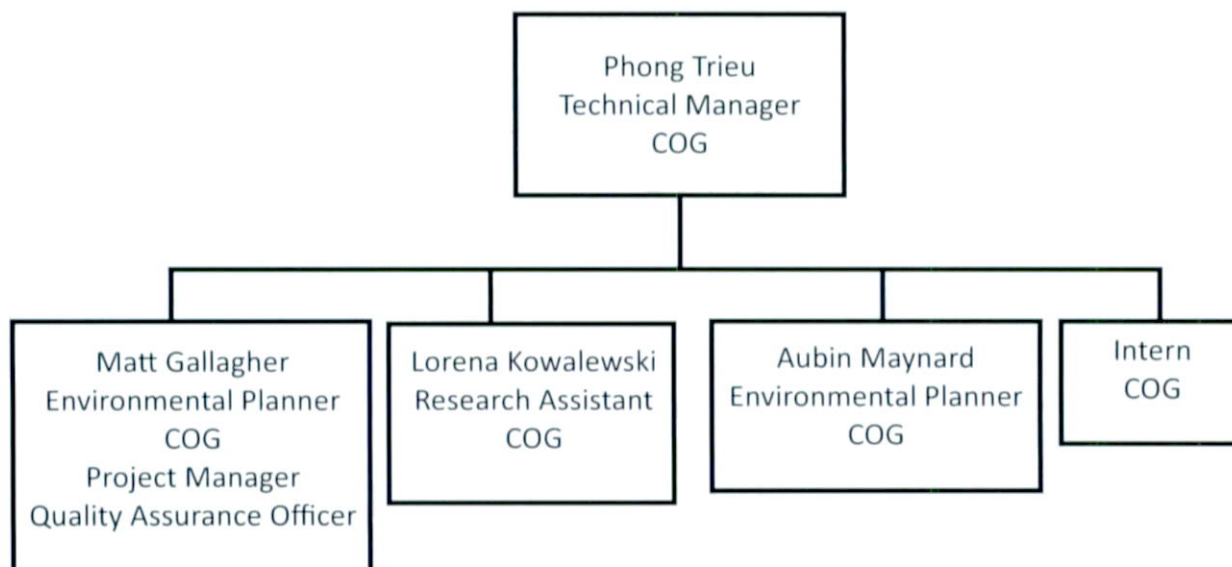 Phong Trieu
Technical Manager
COG
Matt Gallagher
Environmental Planner
COG
Project Manager
Quality Assurance Officer
Lorena Kowalewski
Research Assistant
COG
Aubin Maynard
Environmental Planner
COG
Intern
COG